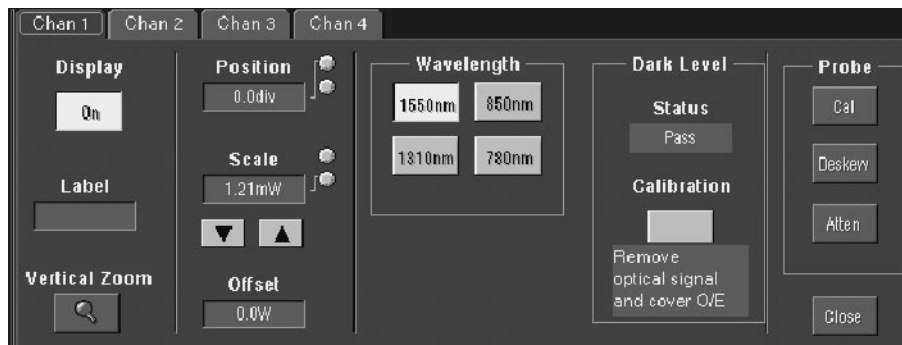 Chan 1 Chan 2 Chan 3 Chan 4
Display
On
Label
Vertical Zoom
Position
0.0div
Scale
1.21mW
Offset
0.0W
Wavelength
1550nm 850nm
1310nm 780nm
Dark Level
Status
Pass
Calibration
Remove
optical signal
and cover O/E
Probe
Cal
Deskew
Atten
Close